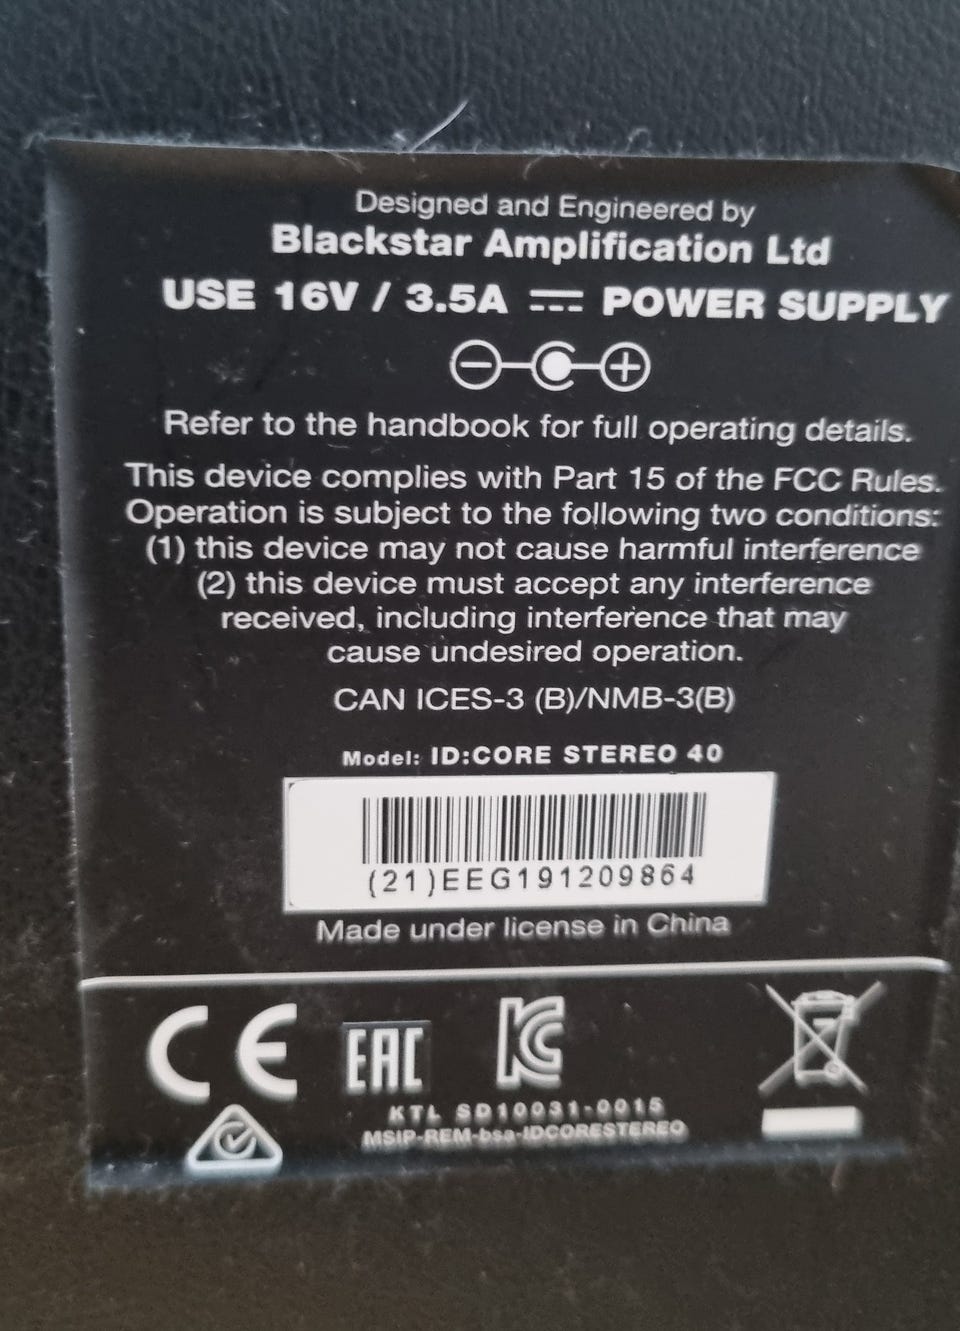 Designed and Engineered by
Blackstar Amplification Ltd
USE 16V / 3.5A ⎓ POWER SUPPLY
Refer to the handbook for full operating details.
This device complies with Part 15 of the FCC Rules.
Operation is subject to the following two conditions:
(1) this device may not cause harmful interference
(2) this device must accept any interference
received, including interference that may
cause undesired operation.
CAN ICES-3 (B)/NMB-3(B)
Model: ID:CORE STEREO 40
(21)EEG191209864
Made under license in China
CE EAC KC
KTL SD10031-0015
MSIP-REM-bsa-IDCORESTEREO